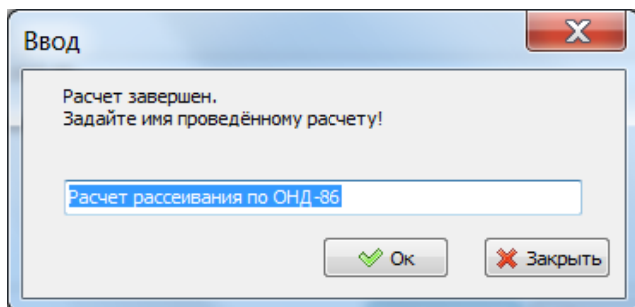 Ввод
Расчет завершен.
Задайте имя проведённому расчету!
Расчет рассеивания по ОНД-86
Ок
Закрыть